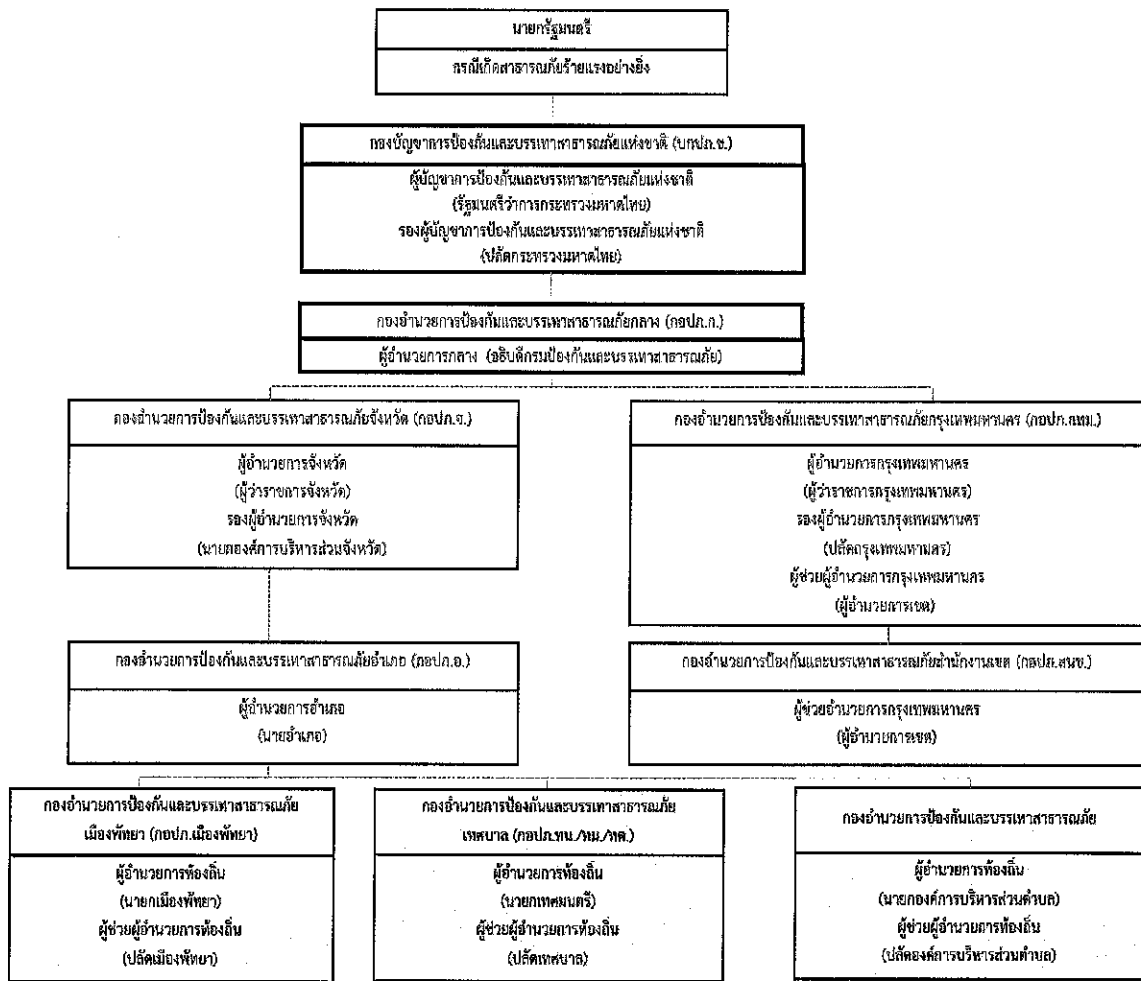 นายกรัฐมนตรี
กรณีเกิดสาธารณภัยร้ายแรงอย่างยิ่ง
กองบัญชาการป้องกันและบรรเทาสาธารณภัยแห่งชาติ (บกปภ.ช.)
ผู้บัญชาการป้องกันและบรรเทาสาธารณภัยแห่งชาติ
(รัฐมนตรีว่าการกระทรวงมหาดไทย)
รองผู้บัญชาการป้องกันและบรรเทาสาธารณภัยแห่งชาติ
(ปลัดกระทรวงมหาดไทย)
กองอำนวยการป้องกันและบรรเทาสาธารณภัยกลาง (กอปภ.ก.)
ผู้อำนวยการกลาง (อธิบดีกรมป้องกันและบรรเทาสาธารณภัย)
กองอำนวยการป้องกันและบรรเทาสาธารณภัยจังหวัด (กอปภ.จ.)
ผู้อำนวยการจังหวัด
(ผู้ว่าราชการจังหวัด)
รองผู้อำนวยการจังหวัด
(นายกองค์การบริหารส่วนจังหวัด)
กองอำนวยการป้องกันและบรรเทาสาธารณภัยกรุงเทพมหานคร (กอปภ.กทม.)
ผู้อำนวยการกรุงเทพมหานคร
(ผู้ว่าราชการกรุงเทพมหานคร)
รองผู้อำนวยการกรุงเทพมหานคร
(ปลัดกรุงเทพมหานคร)
ผู้ช่วยผู้อำนวยการกรุงเทพมหานคร
(ผู้อำนวยการเขต)
กองอำนวยการป้องกันและบรรเทาสาธารณภัยอำเภอ (กอปภ.อ.)
ผู้อำนวยการอำเภอ
(นายอำเภอ)
กองอำนวยการป้องกันและบรรเทาสาธารณภัยสำนักงานเขต (กอปภ.สนข.)
ผู้ช่วยอำนวยการกรุงเทพมหานคร
(ผู้อำนวยการเขต)
กองอำนวยการป้องกันและบรรเทาสาธารณภัย
เมืองพัทยา (กอปภ.เมืองพัทยา)
ผู้อำนวยการท้องถิ่น
(นายกเมืองพัทยา)
ผู้ช่วยผู้อำนวยการท้องถิ่น
(ปลัดเมืองพัทยา)
กองอำนวยการป้องกันและบรรเทาสาธารณภัย
เทศบาล (กอปภ.ทน./ทม./ทต.)
ผู้อำนวยการท้องถิ่น
(นายกเทศมนตรี)
ผู้ช่วยผู้อำนวยการท้องถิ่น
(ปลัดเทศบาล)
กองอำนวยการป้องกันและบรรเทาสาธารณภัย
ผู้อำนวยการท้องถิ่น
(นายกองค์การบริหารส่วนตำบล)
ผู้ช่วยผู้อำนวยการท้องถิ่น
(ปลัดองค์การบริหารส่วนตำบล)